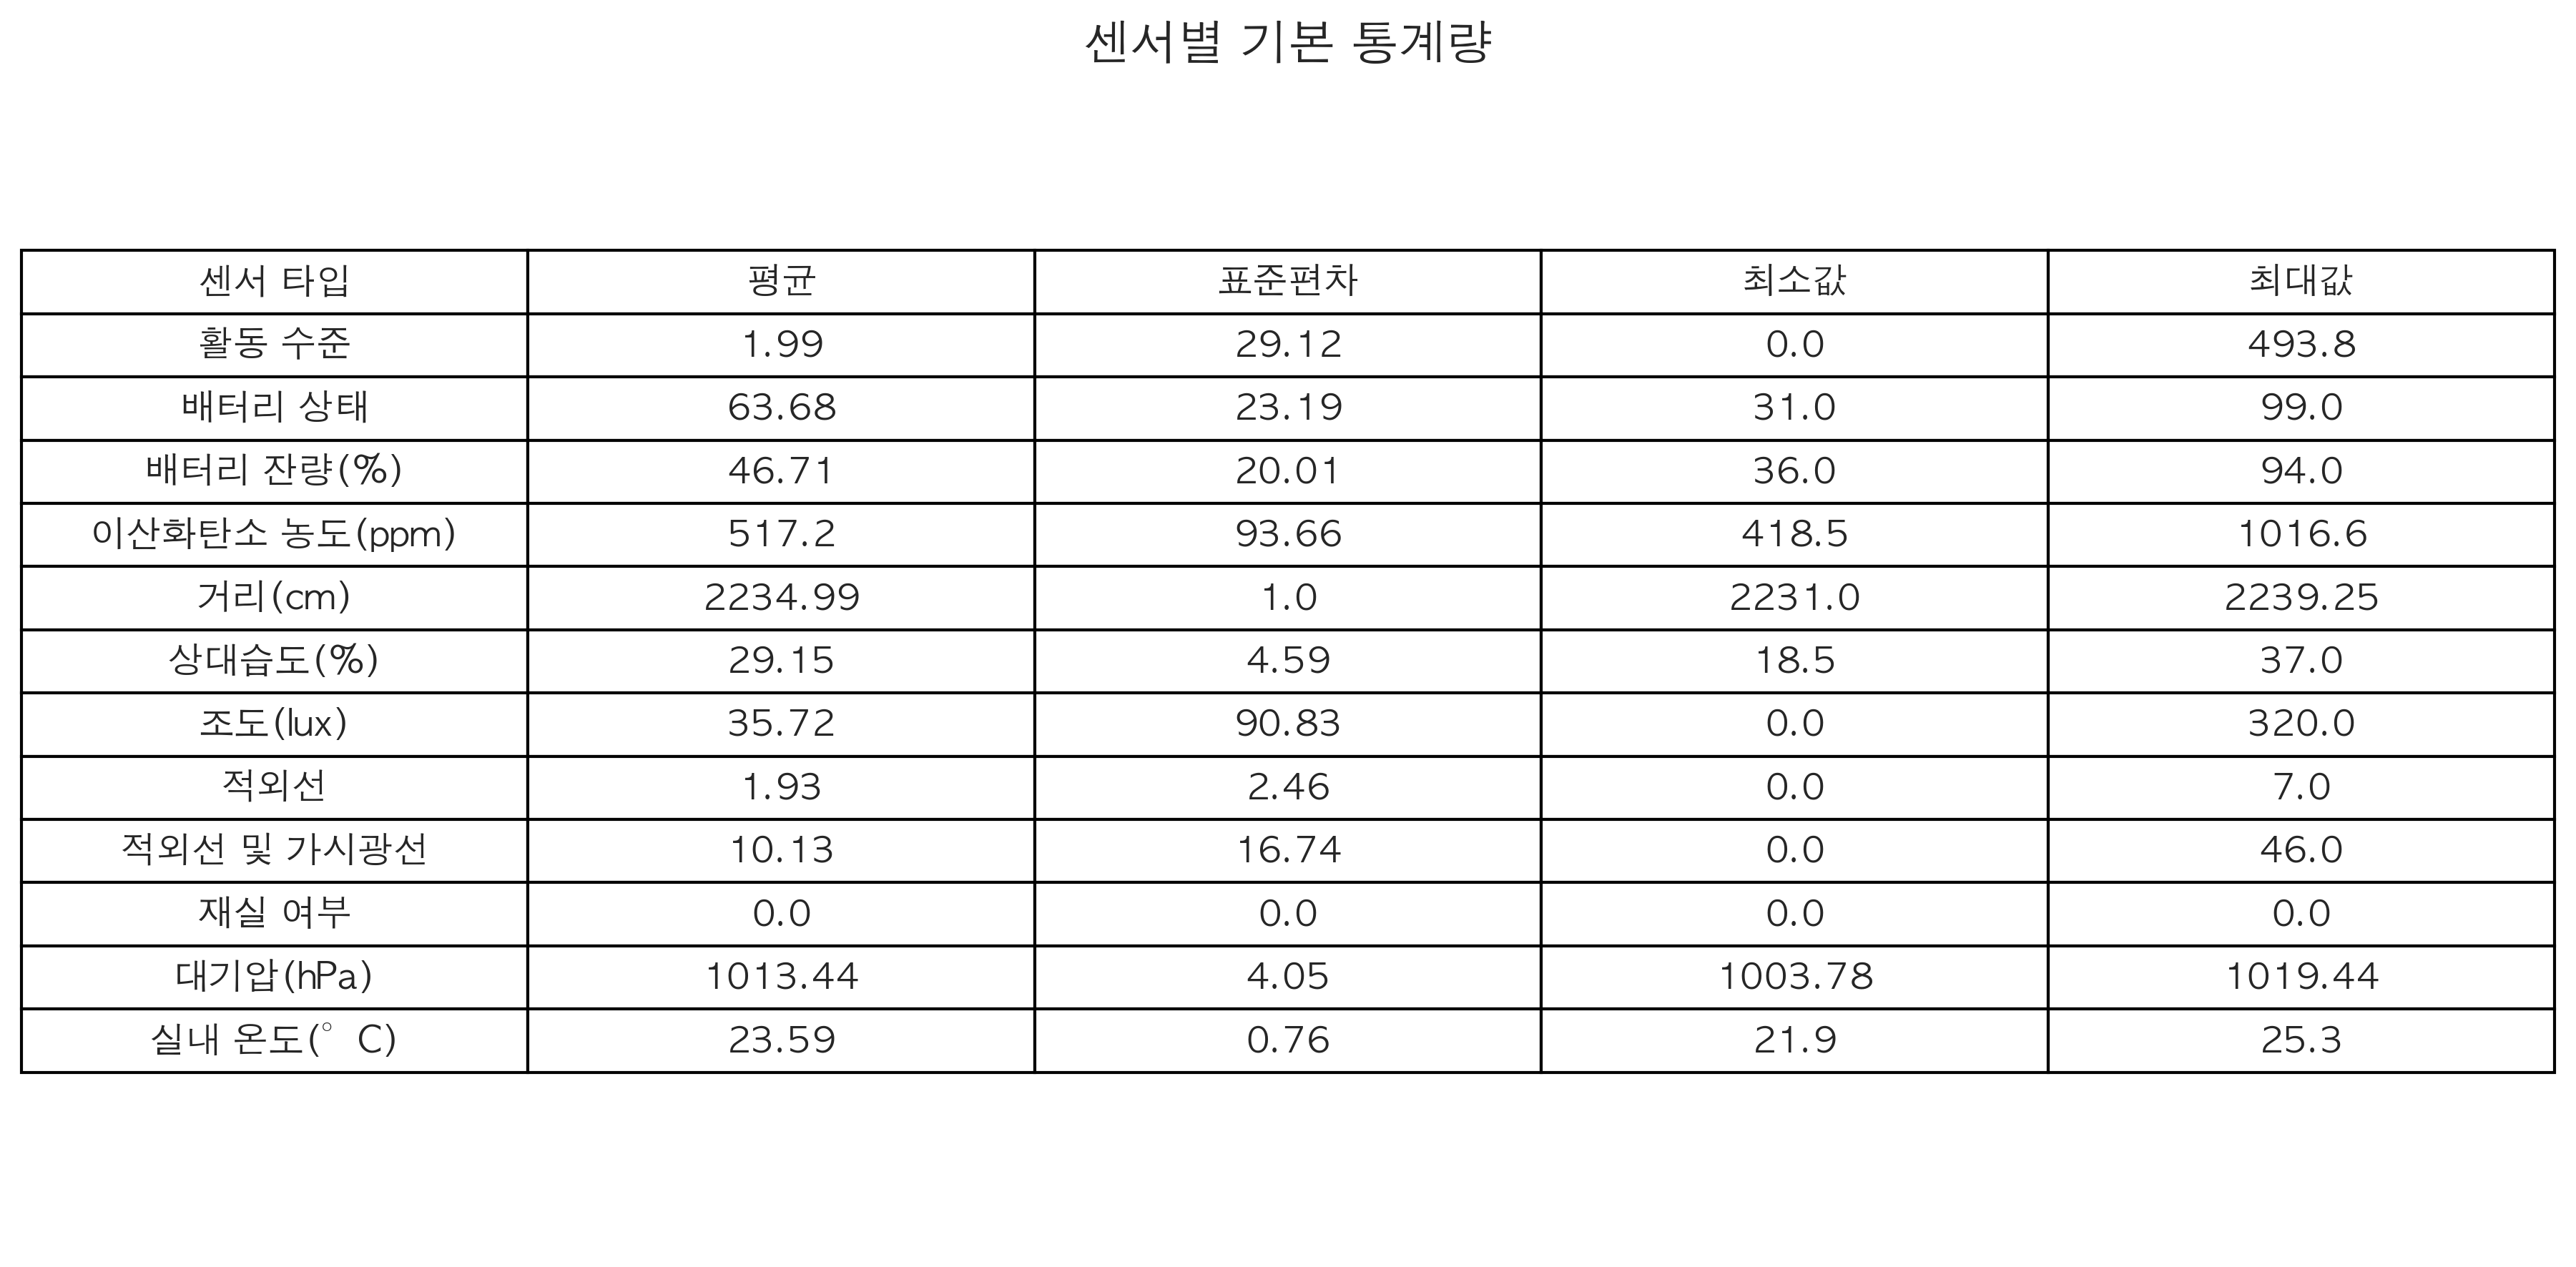 센서별 기본 통계량
센서 타입 평균 표준편차 최소값 최대값
활동 수준 1.99 29.12 0.0 493.8
배터리 상태 63.68 23.19 31.0 99.0
배터리 잔량(%) 46.71 20.01 36.0 94.0
이산화탄소 농도(ppm) 517.2 93.66 418.5 1016.6
거리(cm) 2234.99 1.0 2231.0 2239.25
상대습도(%) 29.15 4.59 18.5 37.0
조도(lux) 35.72 90.83 0.0 320.0
적외선 1.93 2.46 0.0 7.0
적외선 및 가시광선 10.13 16.74 0.0 46.0
재실 여부 0.0 0.0 0.0 0.0
대기압(hPa) 1013.44 4.05 1003.78 1019.44
실내 온도(°C) 23.59 0.76 21.9 25.3